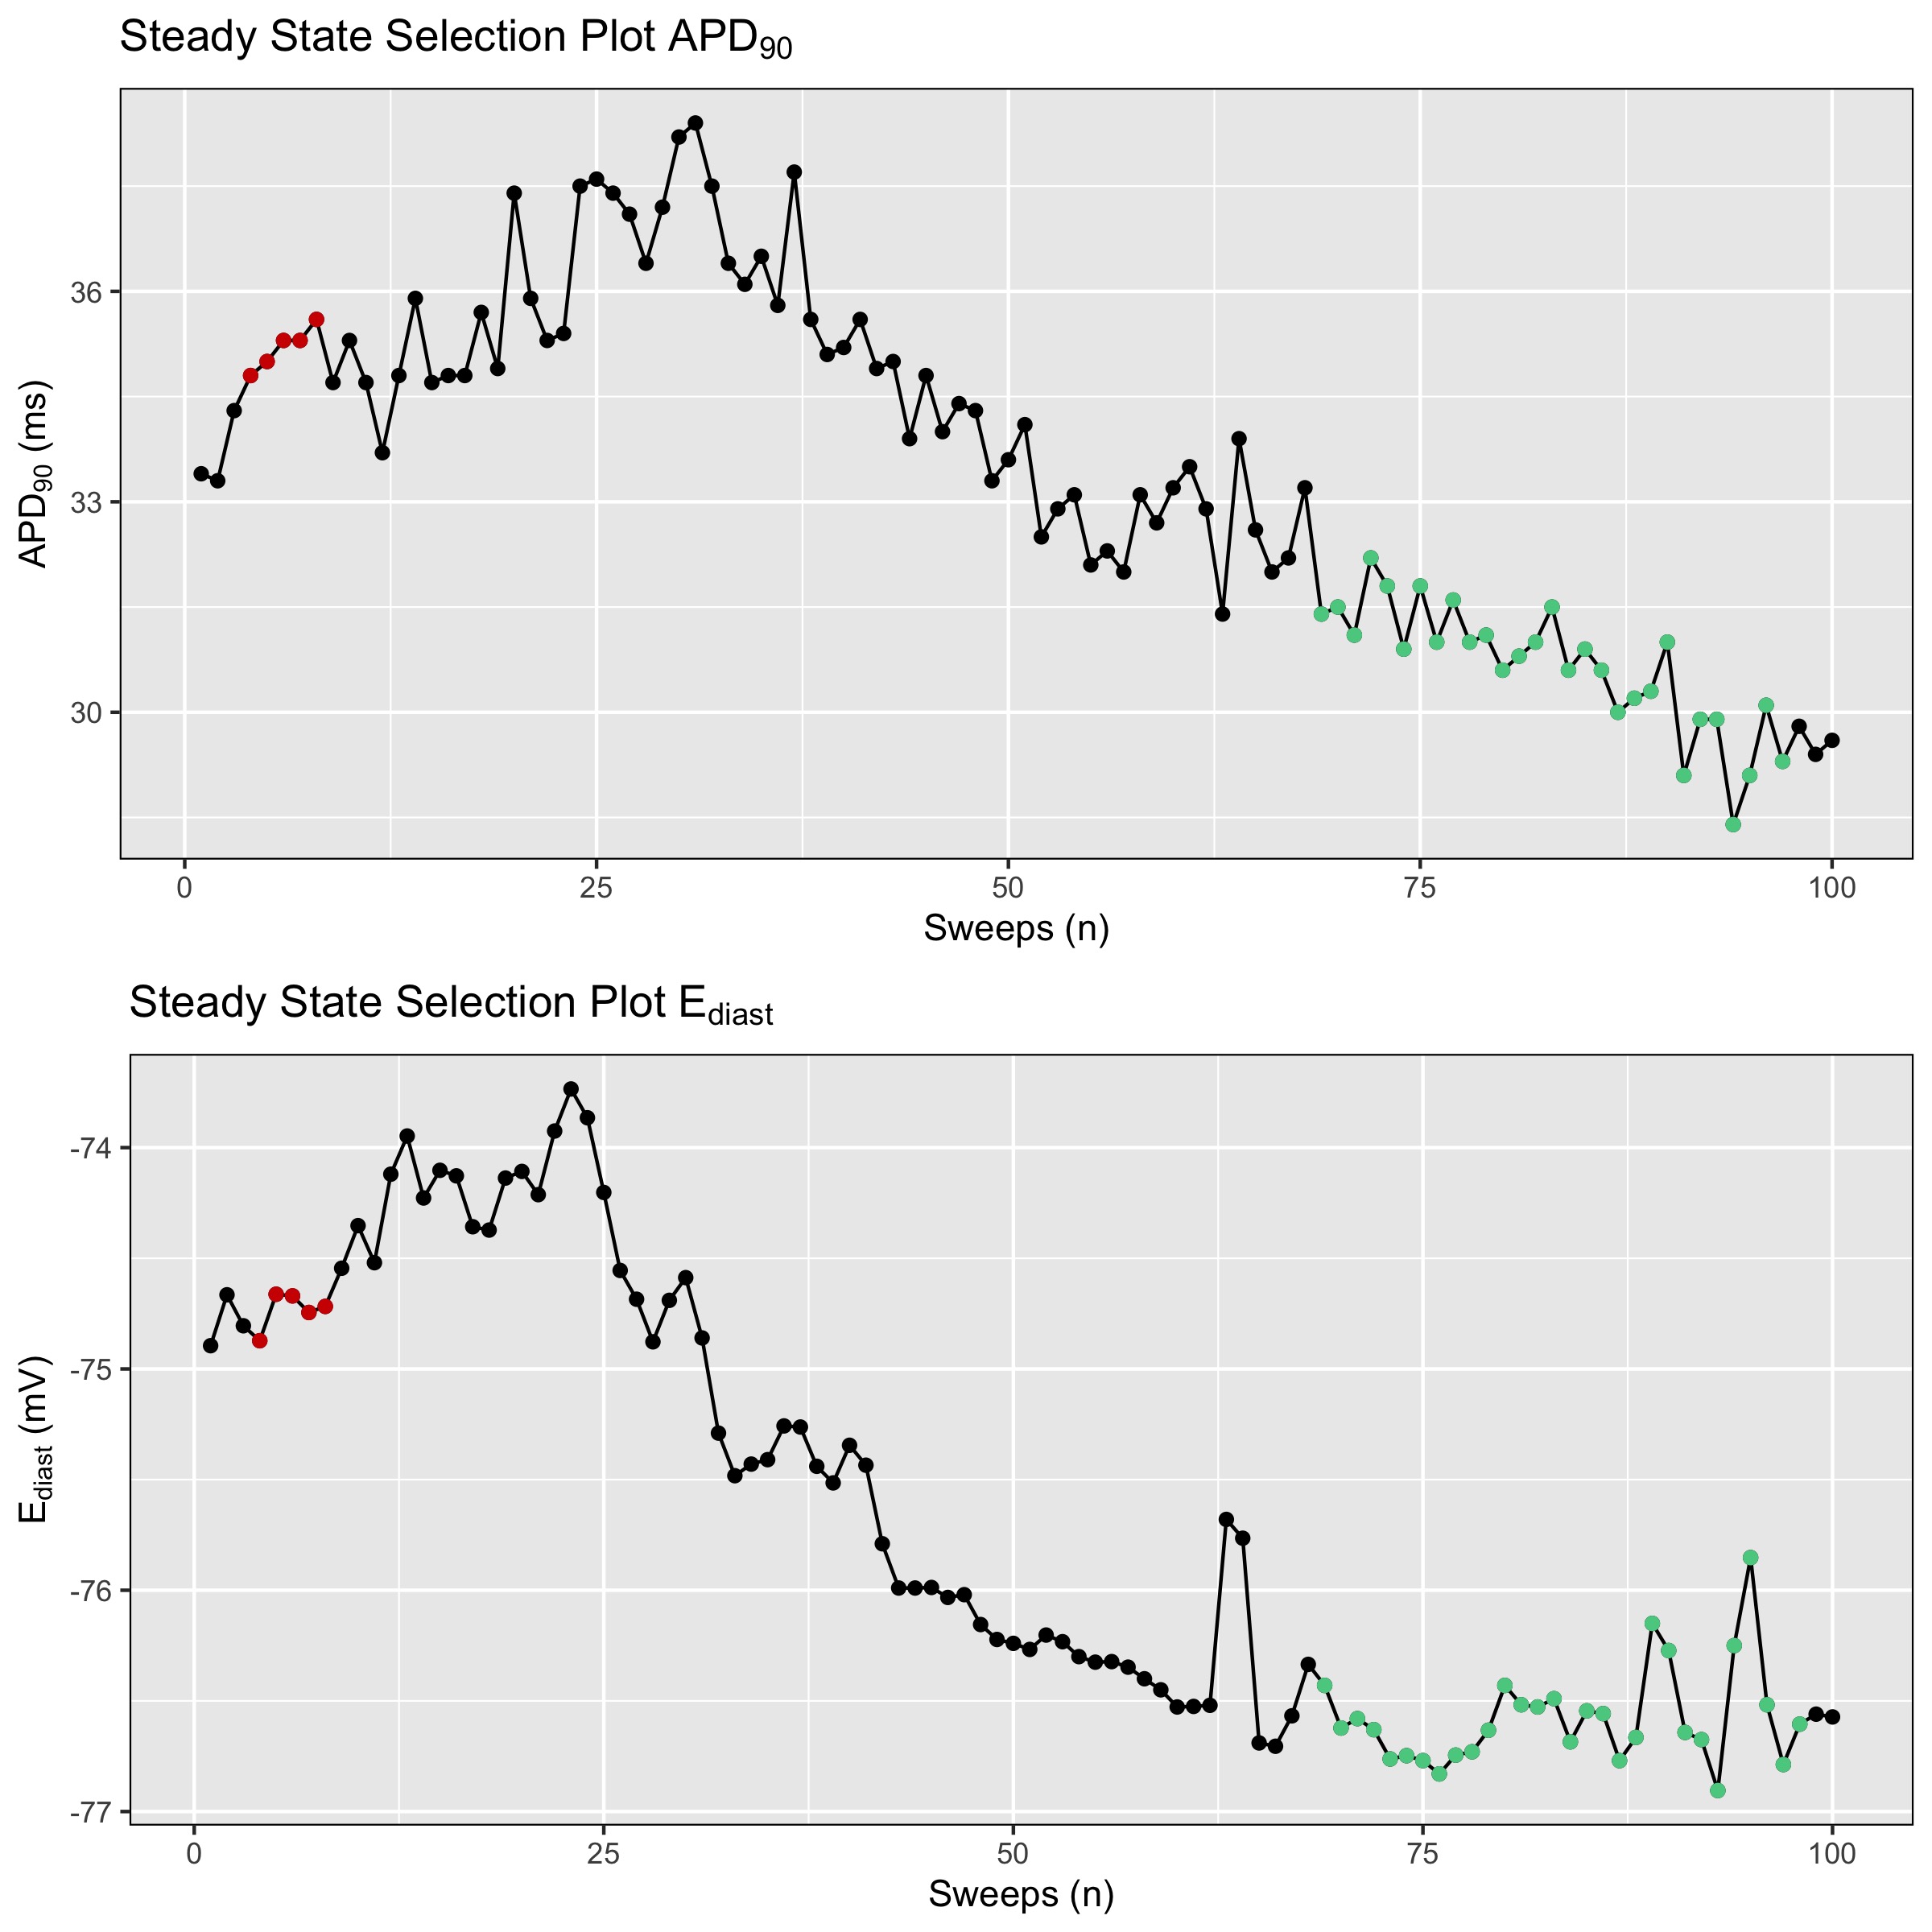 Steady State Selection Plot APD90
APD90 (ms)
36
33
30
0 25 50 75 100
Sweeps (n)
Steady State Selection Plot Ediast
Ediast (mV)
-74
-75
-76
-77
0 25 50 75 100
Sweeps (n)